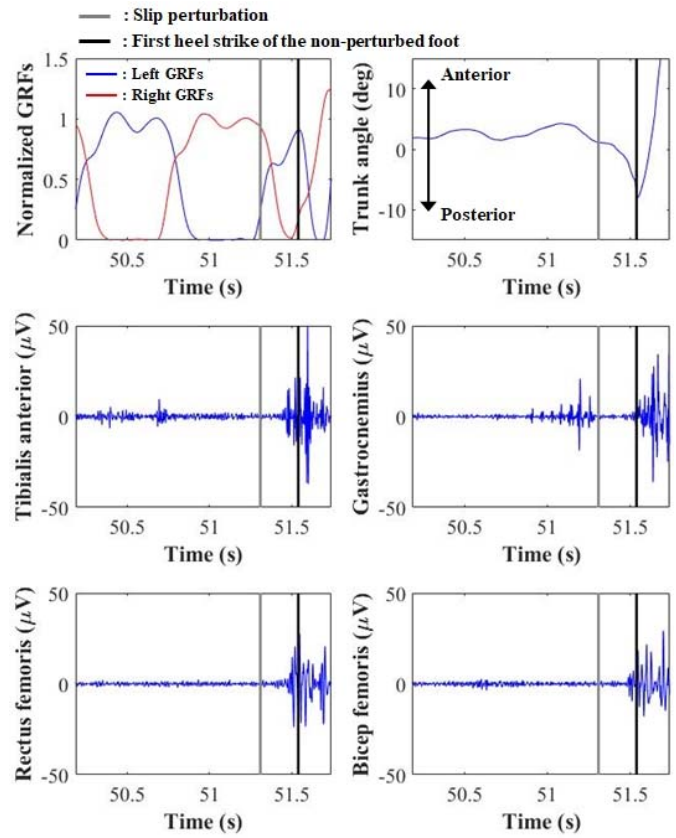 : Slip perturbation
: First heel strike of the non-perturbed foot
Normalized GRFs
1.5
1
0.5
0
: Left GRFs
: Right GRFs
50.5 51 51.5
Time (s)
Trunk angle (deg)
10
0
-10
Anterior
Posterior
50.5 51 51.5
Time (s)
Tibialis anterior (μV)
50
0
-50
50.5 51 51.5
Time (s)
Gastrocnemius (μV)
50
0
-50
50.5 51 51.5
Time (s)
Rectus femoris (μV)
50
0
-50
50.5 51 51.5
Time (s)
Bicep femoris (μV)
50
0
-50
50.5 51 51.5
Time (s)